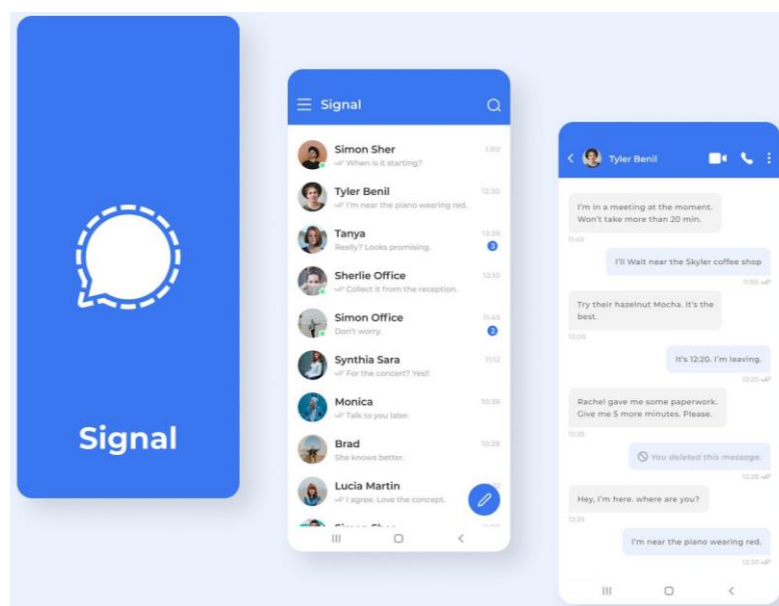 Signal
Signal
Simon Sher
1:00
When is it starting?
Tyler Benil
12:30
I'm near the piano wearing red.
Tanya
Really? Looks promising.
3
Sherlie Office
12:10
Collect it from the reception.
Simon Office
11:45
Don't worry.
Synthia Sara
11:12
For the concert? Yes!!
Monica
10:36
Talk to you later.
Brad
10:28
She knows better.
Lucia Martin
I agree. Love the concept.
Tyler Benil
I'm in a meeting at the moment.
Won't take more than 20 min.
11:45
I'll Wait near the Skyler coffee shop
11:50
Try their hazelnut Mocha. It's the
best.
12:00
It's 12:20. I'm leaving.
12:20
Rachel gave me some paperwork.
Give me 5 more minutes. Please.
12:25
You deleted this message.
12:28
Hey, I'm here. where are you?
I'm near the piano wearing red.
12:30